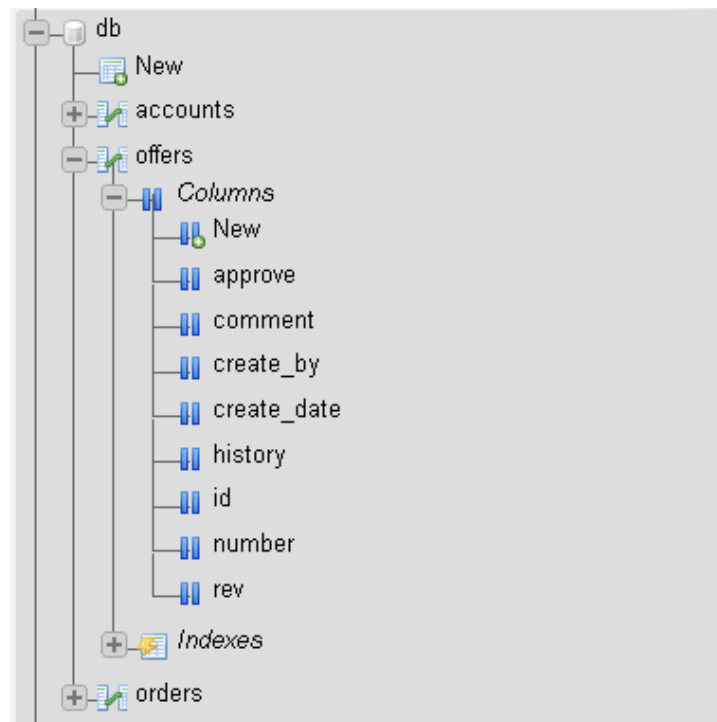 db
New
accounts
offers
Columns
New
approve
comment
create_by
create_date
history
id
number
rev
Indexes
orders